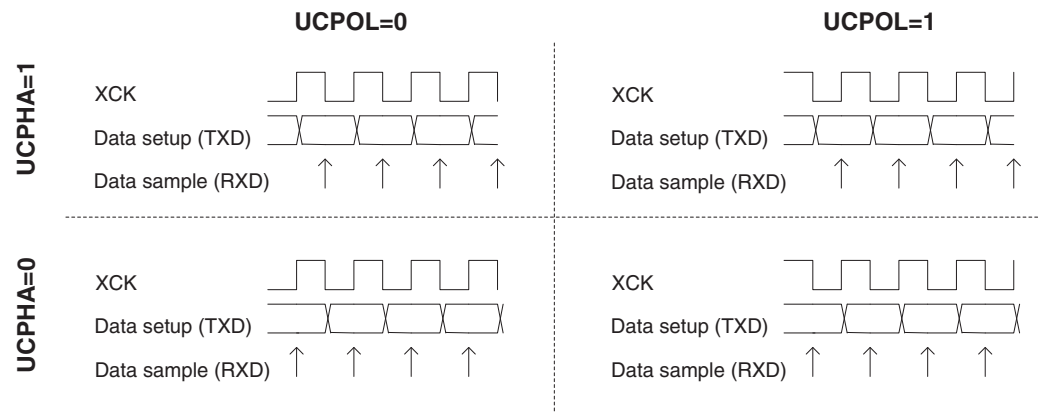 UCPOL=0
UCPOL=1
UCPHA=1
XCK
Data setup (TXD)
Data sample (RXD)
XCK
Data setup (TXD)
Data sample (RXD)
UCPHA=0
XCK
Data setup (TXD)
Data sample (RXD)
XCK
Data setup (TXD)
Data sample (RXD)